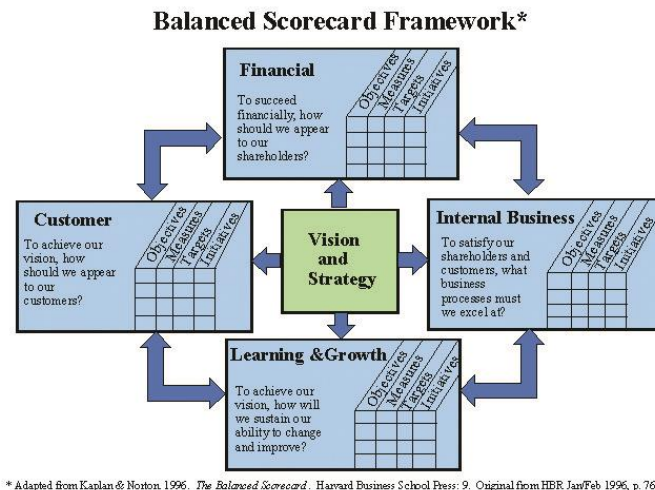 Balanced Scorecard Framework*
Financial
To succeed
financially, how
should we appear
to our
shareholders?
Objectives
Measures
Targets
Initiatives
Customer
To achieve our
vision, how
should we appear
to our
customers?
Objectives
Measures
Targets
Initiatives
Vision
and
Strategy
Internal Business
To satisfy our
shareholders and
customers, what
business
processes must
we excel at?
Objectives
Measures
Targets
Initiatives
Learning &Growth
To achieve our
vision, how will
we sustain our
ability to change
and improve?
Objectives
Measures
Targets
Initiatives
* Adapted from Kaplan & Norton 1996. The Balanced Scorecard. Harvard Business School Press: 9. Original from HBR Jan/Feb 1996, p. 76.